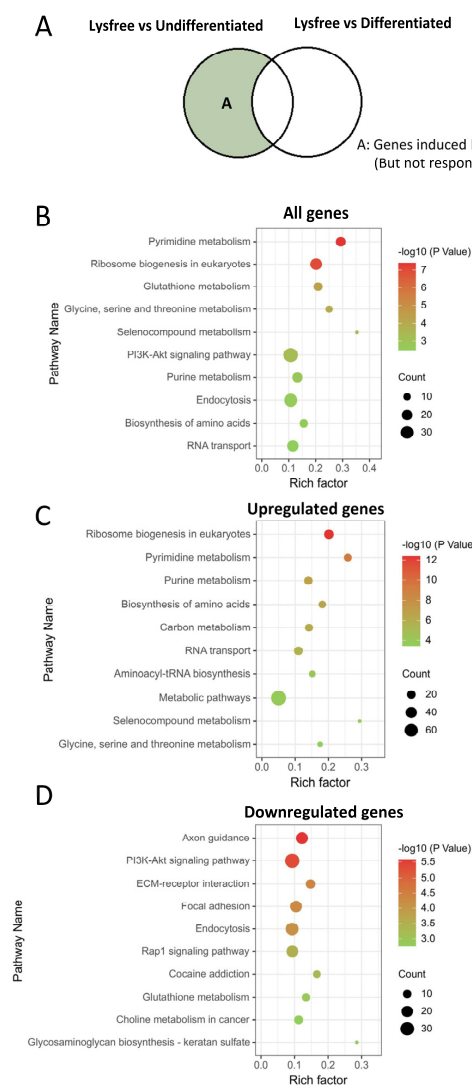 A
Lysfree vs Undifferentiated
Lysfree vs Differentiated
A
A: Genes induced
(But not respon
B
All genes
Pathway Name
Pyrimidine metabolism
Ribosome biogenesis in eukaryotes
Glutathione metabolism
Glycine, serine and threonine metabolism
Selenocompound metabolism
PI3K-Akt signaling pathway
Purine metabolism
Endocytosis
Biosynthesis of amino acids
RNA transport
0.0 0.1 0.2 0.3 0.4
Rich factor
-log10 (P Value)
7
6
5
4
3
Count
10
20
30
C
Upregulated genes
Pathway Name
Ribosome biogenesis in eukaryotes
Pyrimidine metabolism
Purine metabolism
Biosynthesis of amino acids
Carbon metabolism
RNA transport
Aminoacyl-tRNA biosynthesis
Metabolic pathways
Selenocompound metabolism
Glycine, serine and threonine metabolism
0.0 0.1 0.2 0.3
Rich factor
-log10 (P Value
12
10
8
6
4
Count
20
40
60
D
Downregulated genes
Pathway Name
Axon guidance
PI3K-Akt signaling pathway
ECM-receptor interaction
Focal adhesion
Endocytosis
Rap1 signaling pathway
Cocaine addiction
Glutathione metabolism
Choline metabolism in cancer
Glycosaminoglycan biosynthesis - keratan sulfate
0.0 0.1 0.2 0.3
Rich factor
-log10 (P Value)
5.5
5.0
4.5
4.0
3.5
3.0
Count
10
20
30